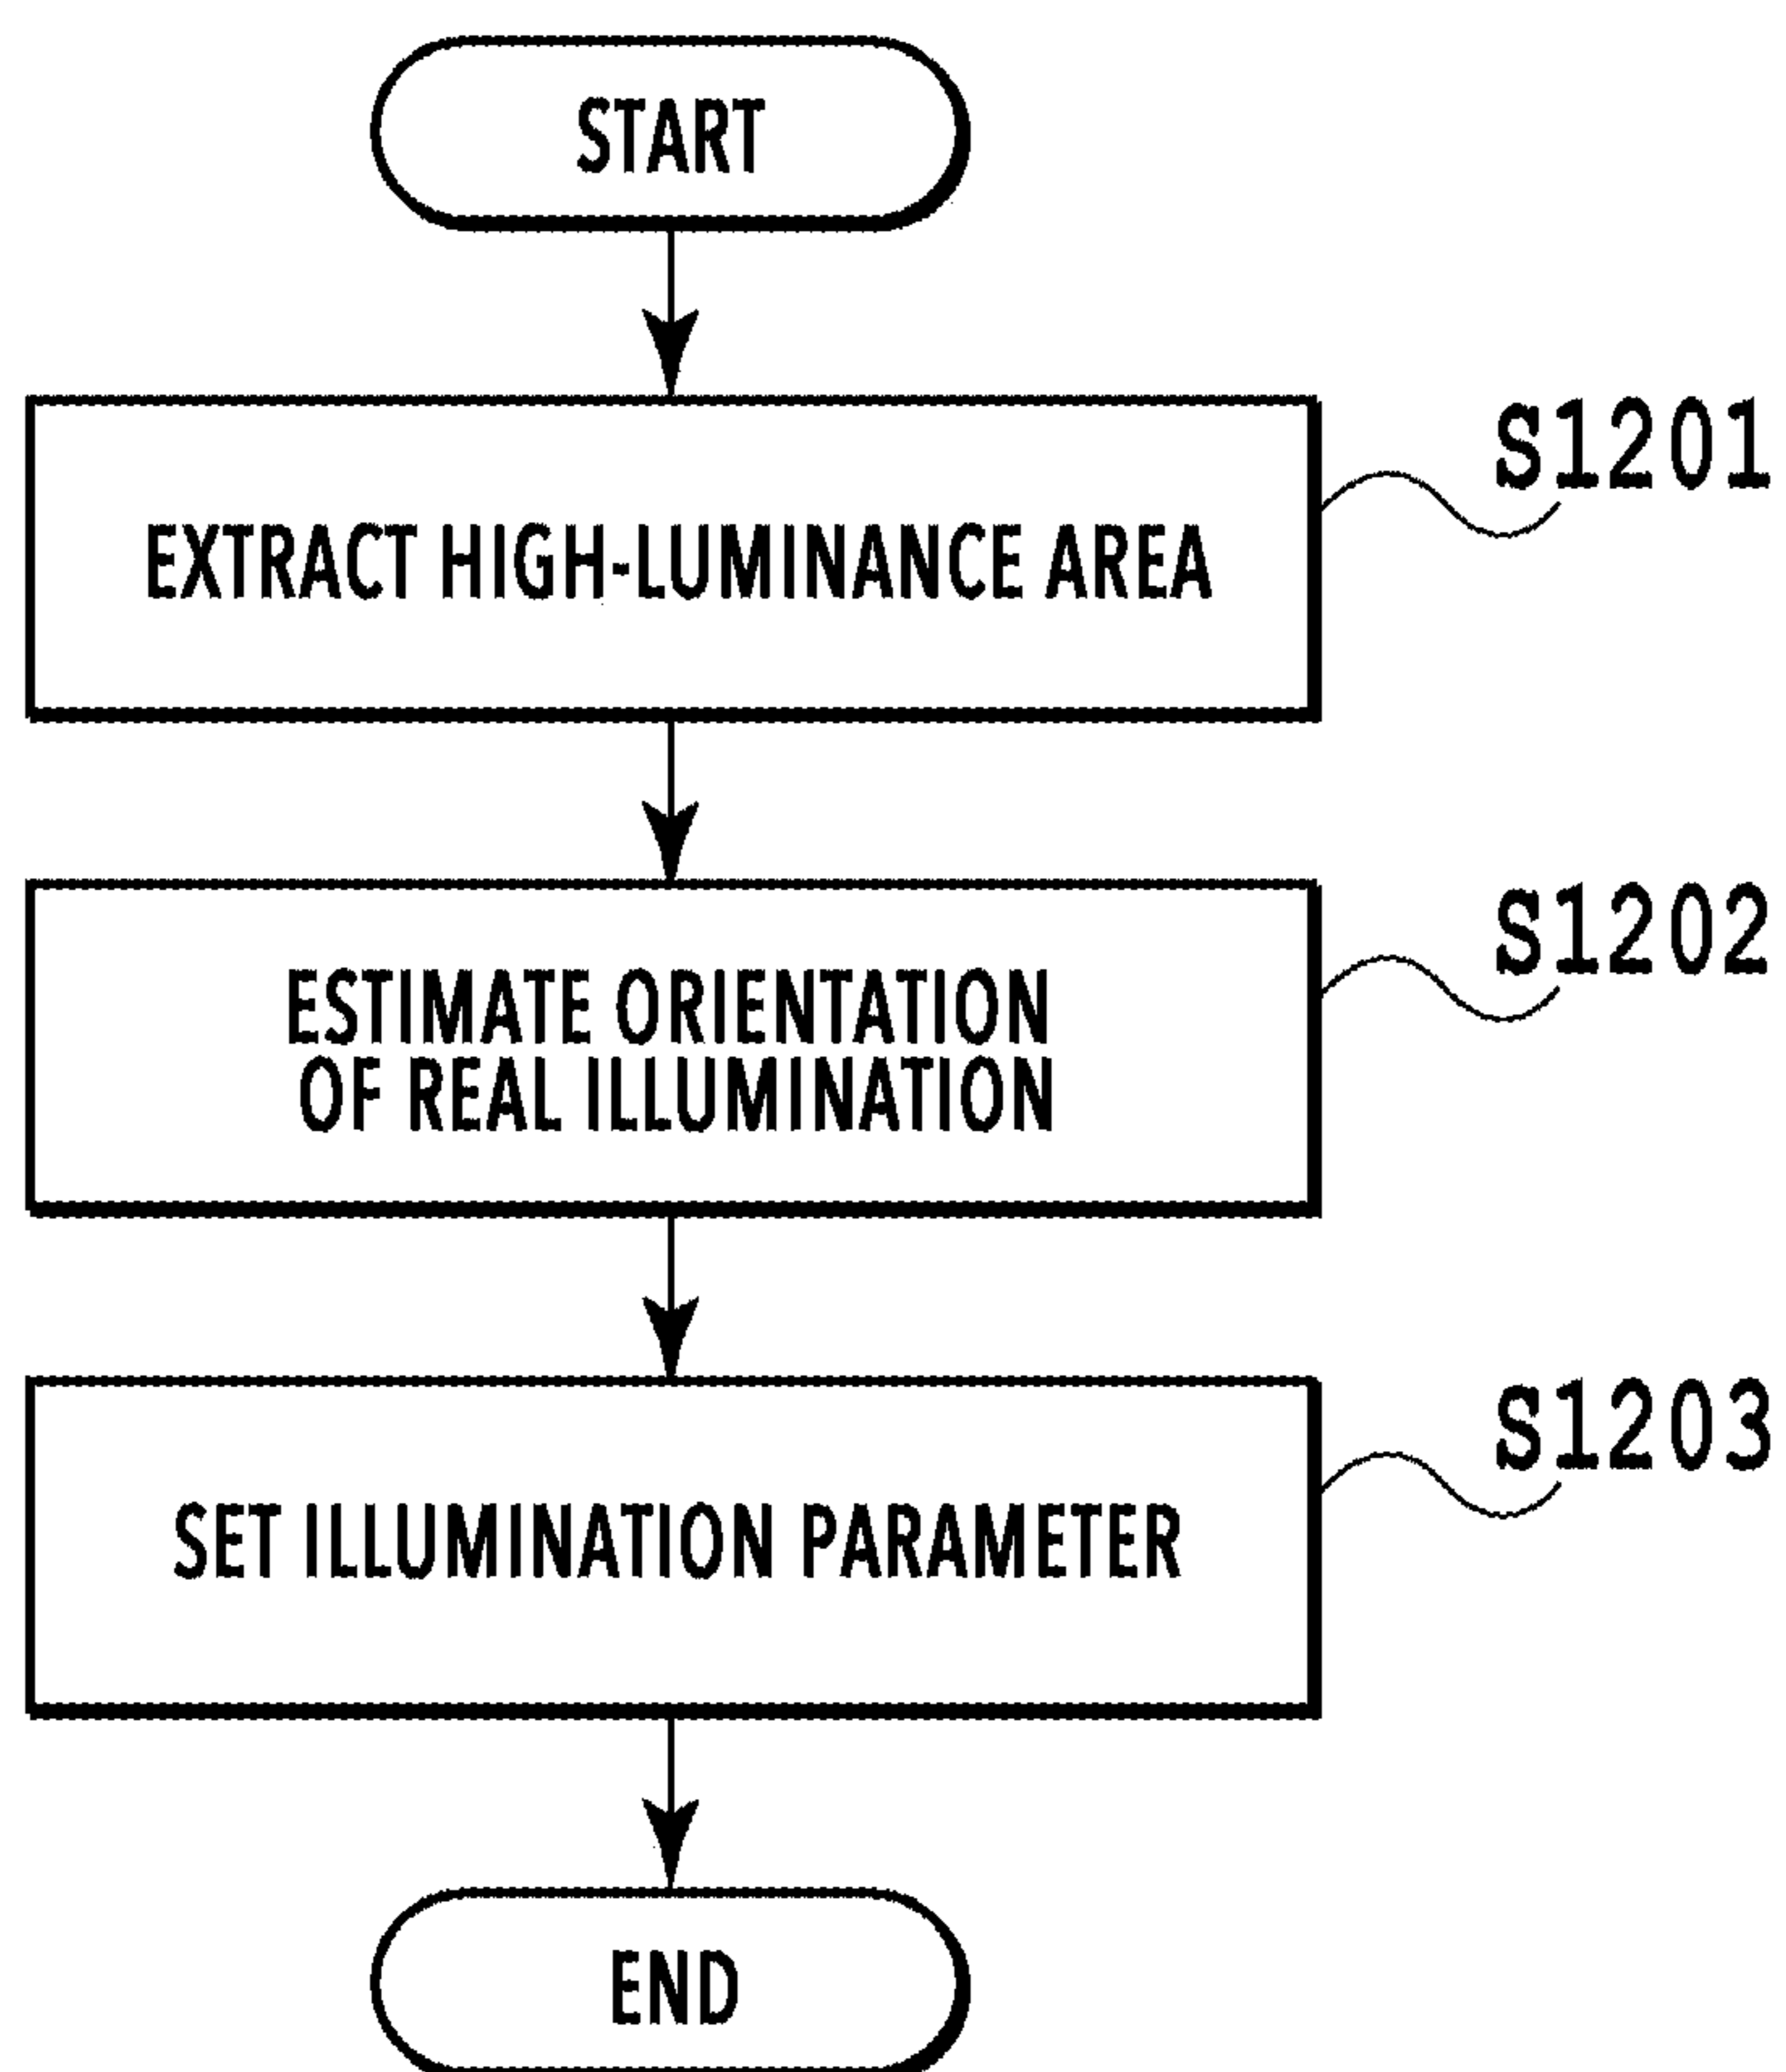 START
EXTRACT HIGH-LUMINANCE AREA
S1201
ESTIMATE ORIENTATION
OF REAL ILLUMINATION
S1202
SET ILLUMINATION PARAMETER
S1203
END